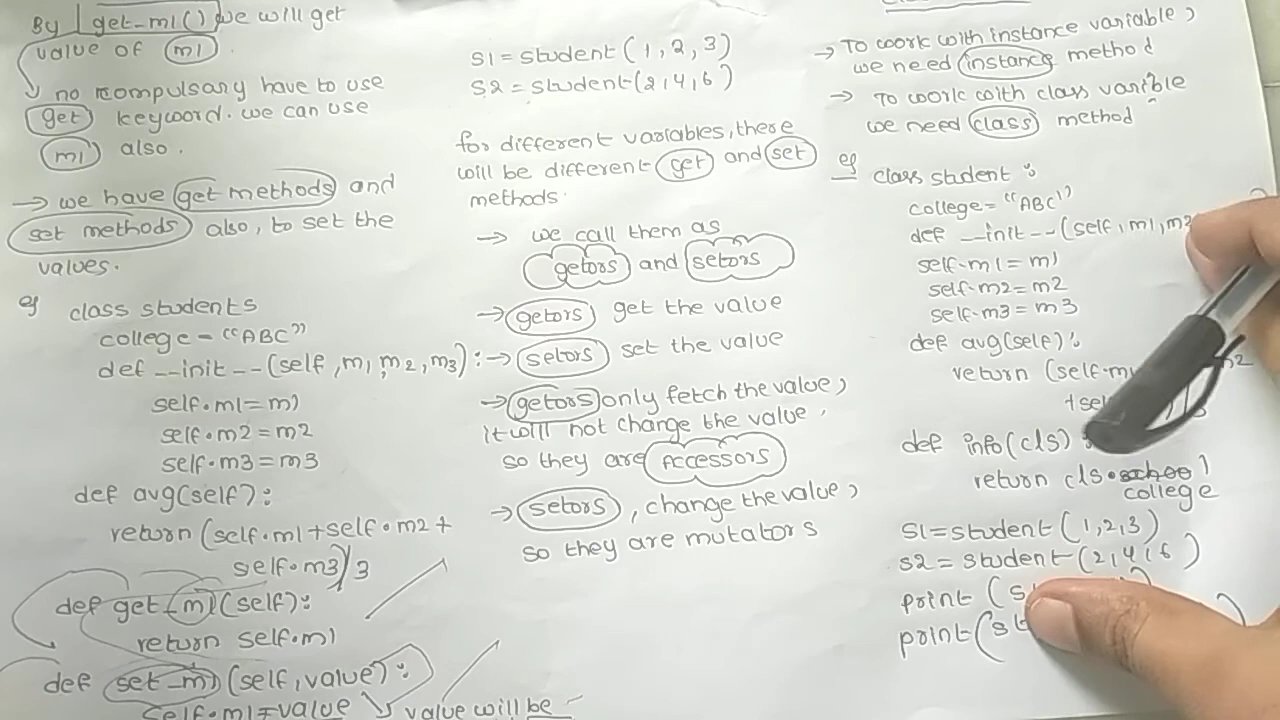 By get-m1() we will get
value of m1.
no compulsary have to use
get keyword. we can use
m1 also.
→ we have get methods and
set methods also, to set the
values.
eg class students
college = "ABC"
def __init__(self, m1, m2, m3):
self.m1 = m1
self.m2 = m2
self.m3 = m3
def avg(self):
return (self.m1 + self.m2 +
self.m3)/3
def get_m1(self):
return self.m1
def set_m1(self, value):
self.m1 = value
value will be
s1 = student(1, 2, 3)
s2 = student(2, 4, 6)
for different variables, there
will be different get and set
methods.
→ we call them as
getors and setors
→ getors get the value
→ setors set the value
→ getors only fetch the value,
it will not change the value.
so they are Accessors
→ setors, change the value,
so they are mutators
→ To work with instance variable,
we need instance method
→ To work with class varible
we need class method
eg class student:
college = "ABC"
def __init__(self, m1, m3
self.m1 = m1
self.m2 = m2
self.m3 = m3
def avg(self):
return (self.m1 m2
+self
def info(cls)
return cls.
college
s1 = student(1, 2, 3)
s2 = student(2, 4, 6)
print (s
print(st